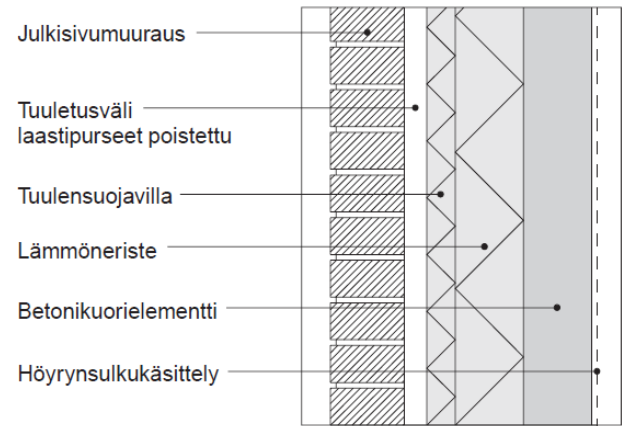 Julkisivumuuraus
Tuuletusväli
laastipurseet poistettu
Tuulensuojavilla
Lämmöneriste
Betonikuorielementti
Höyrynsulkukäsittely